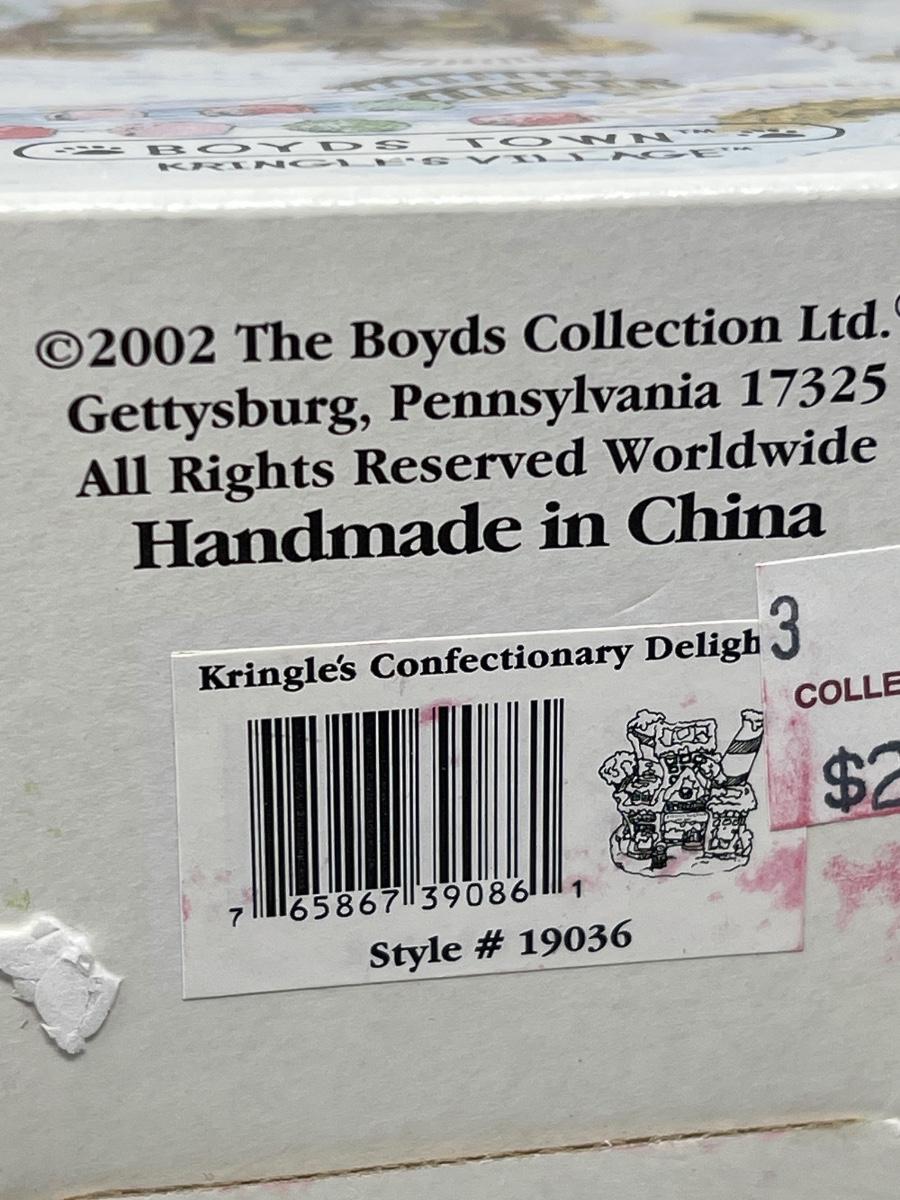 BOYDS TOWN™
KRINGLE'S VILLAGE™
©2002 The Boyds Collection Ltd.
Gettysburg, Pennsylvania 17325
All Rights Reserved Worldwide
Handmade in China
Kringle's Confectionary Deligh
7 65867 39086 1
Style # 19036
3
COLLE
$2